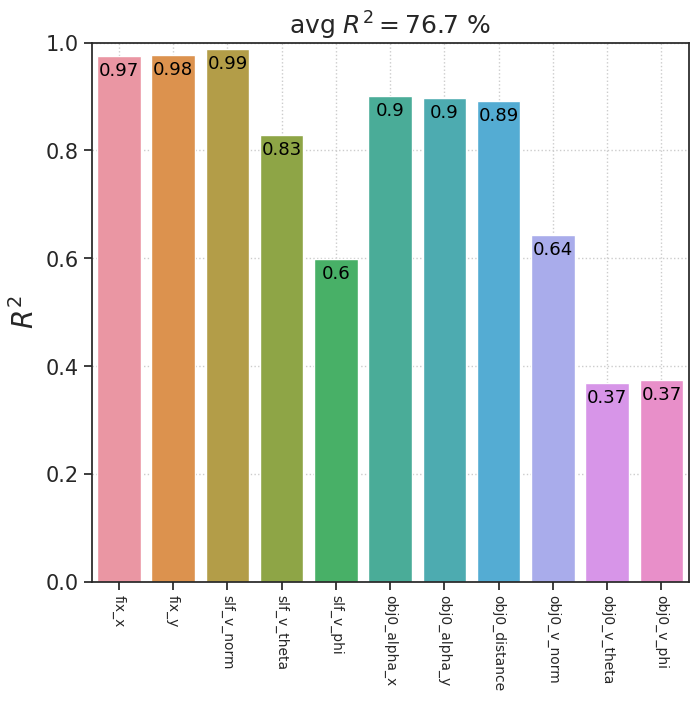 avg R² = 76.7 %
R²
1.0
0.8
0.6
0.4
0.2
0.0
0.97
0.98
0.99
0.83
0.6
0.9
0.9
0.89
0.64
0.37
0.37
fix_x
fix_y
slf_v_norm
slf_v_theta
slf_v_phi
obj0_alpha_x
obj0_alpha_y
obj0_distance
obj0_v_norm
obj0_v_theta
obj0_v_phi